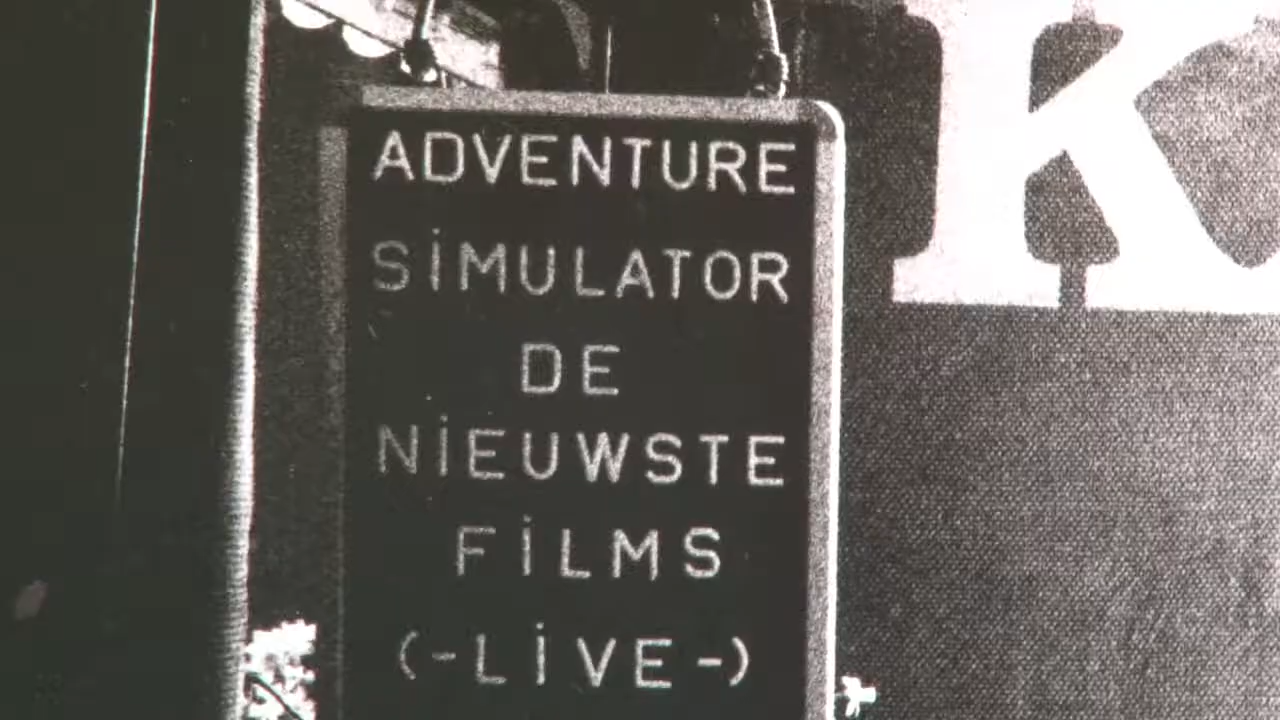 ADVENTURE
SiMULATOR
DE
NiEUWSTE
FiLMS
(-LiVE-)
K